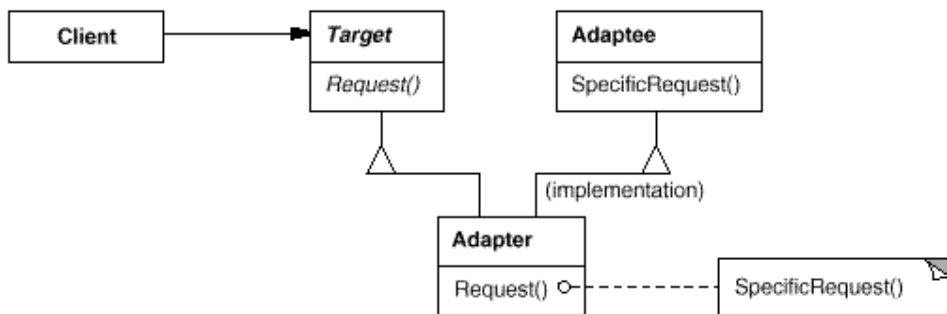 Client
Target
Request()
Adaptee
SpecificRequest()
(implementation)
Adapter
Request()
SpecificRequest()